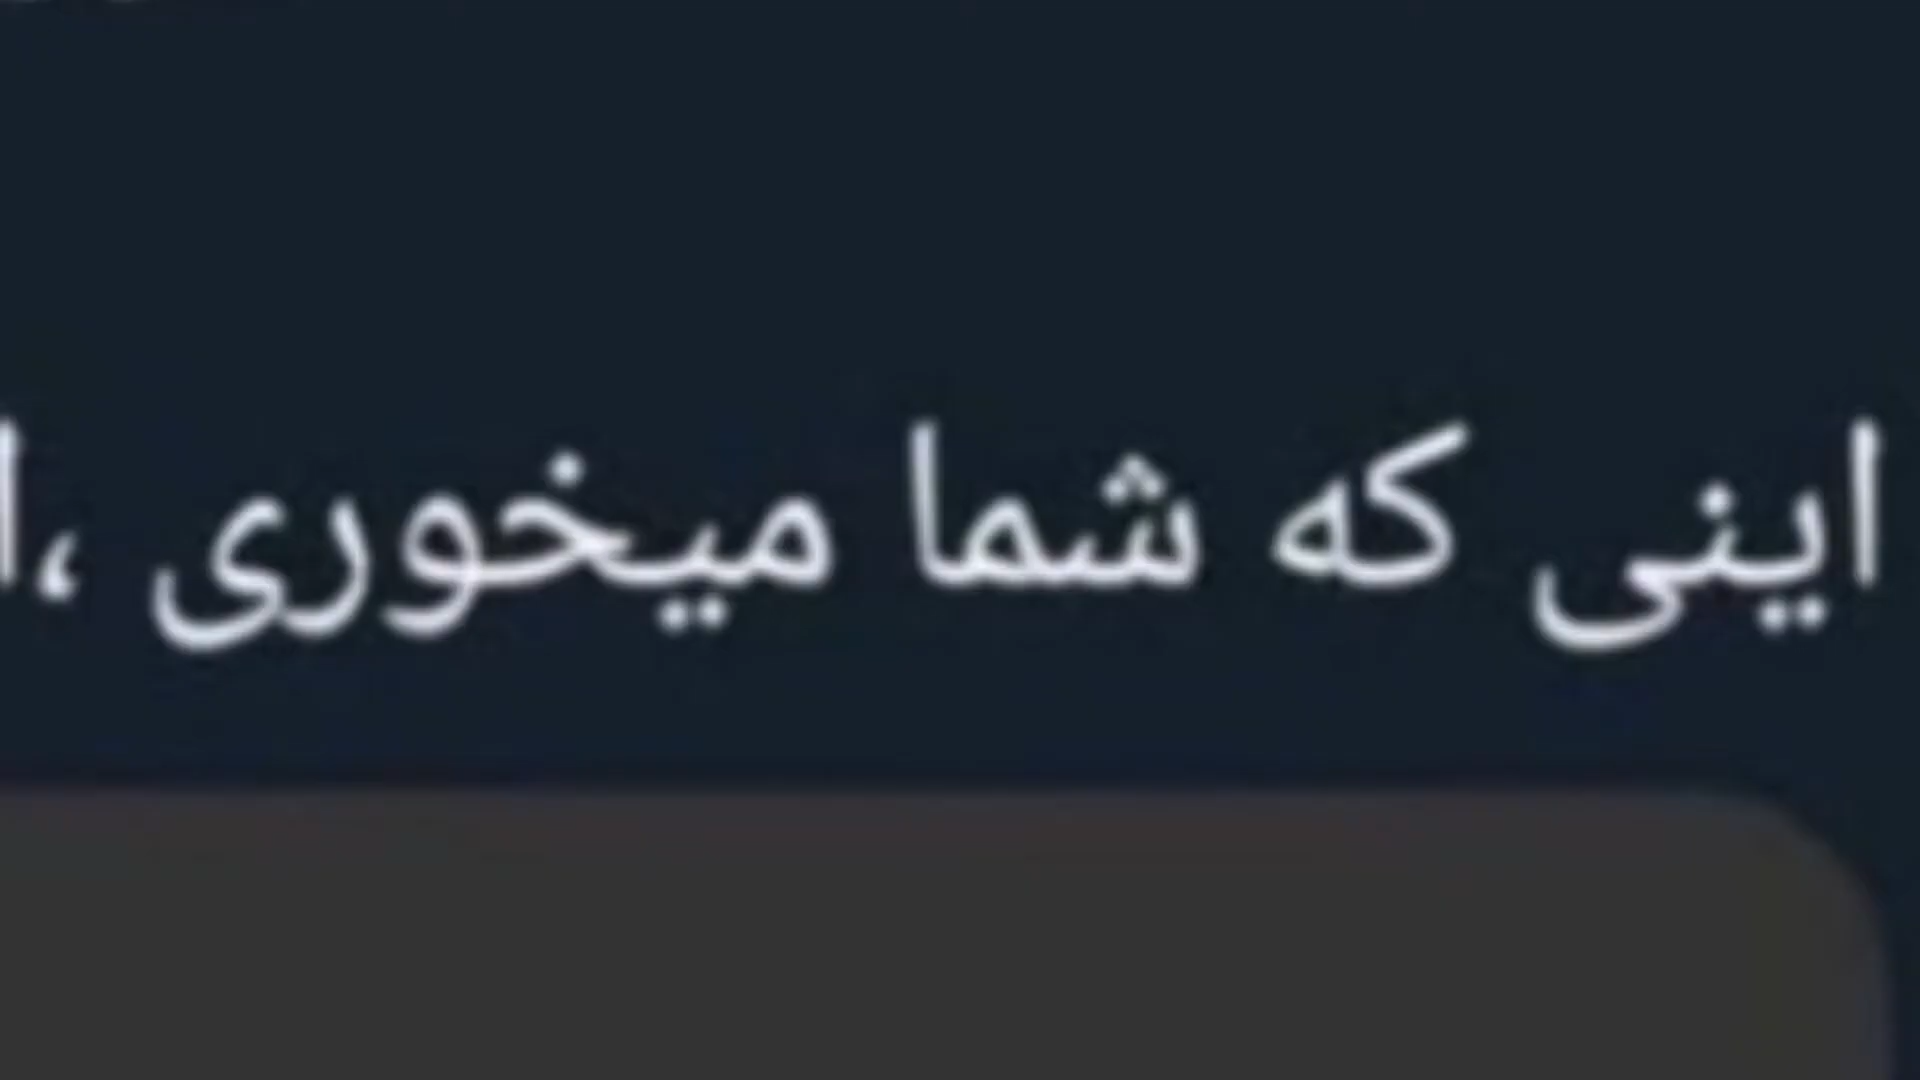 اینی که شما میخوری ،ا